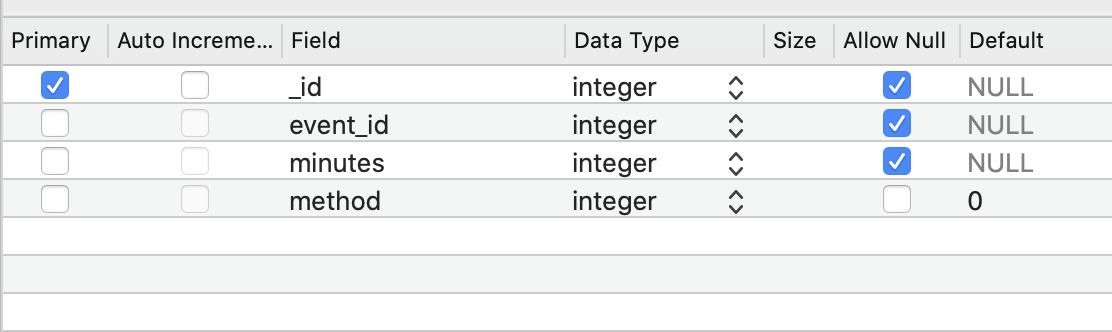 Primary Auto Increme... Field Data Type Size Allow Null Default
_id integer NULL
event_id integer NULL
minutes integer NULL
method integer 0